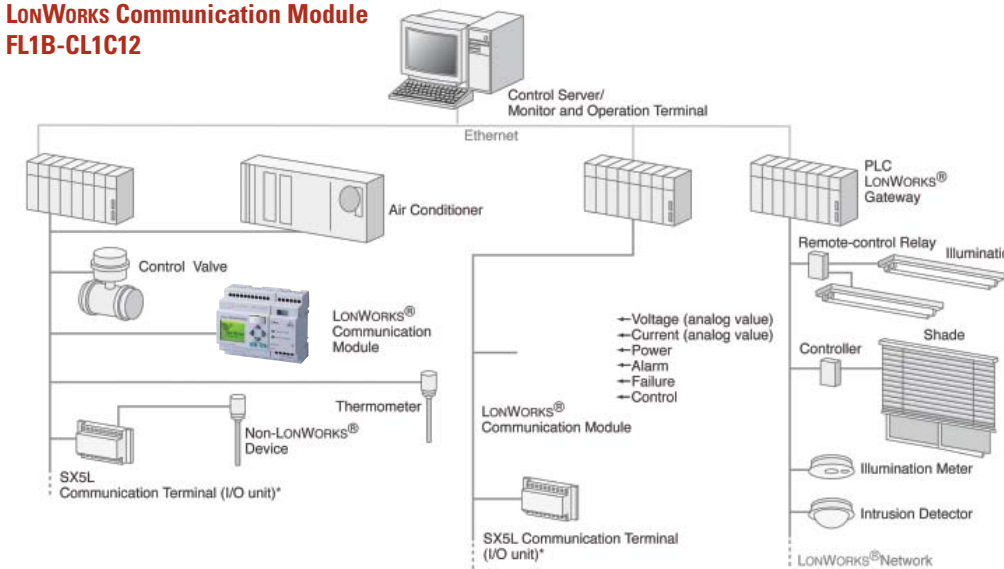 LONWORKS Communication Module
FL1B-CL1C12
Control Server/
Monitor and Operation Terminal
Ethernet
PLC
LONWORKS®
Gateway
Air Conditioner
Remote-control Relay
Control Valve
LONWORKS®
Communication
Module
Voltage (analog value)
Current (analog value)
Power
Alarm
Failure
Control
Controller
Shade
Thermometer
Non-LONWORKS®
Device
LONWORKS®
Communication Module
SX5L
Communication Terminal (I/O unit)*
Illumination Meter
Intrusion Detector
SX5L Communication Terminal
(I/O unit)*
LONWORKS®Network